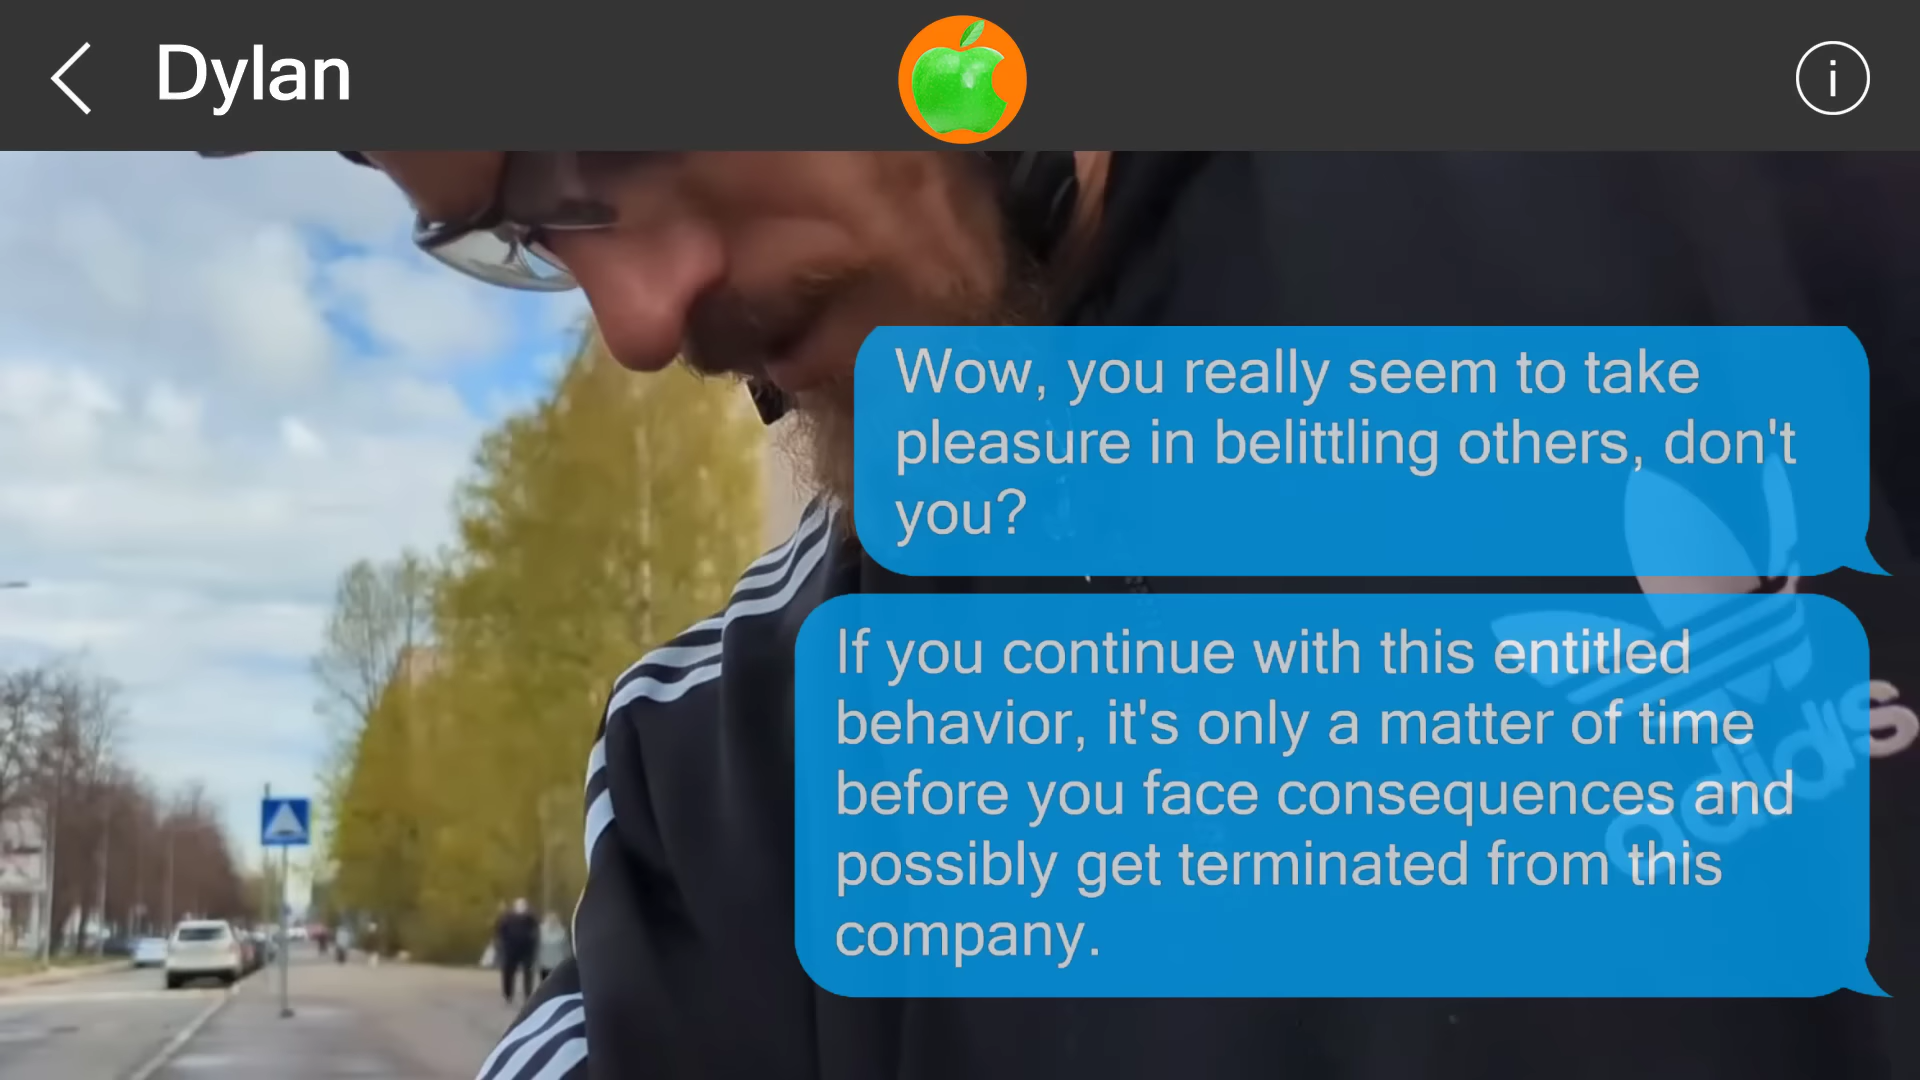 Dylan
Wow, you really seem to take
pleasure in belittling others, don't
you?
If you continue with this entitled
behavior, it's only a matter of time
before you face consequences and
possibly get terminated from this
company.
adidas